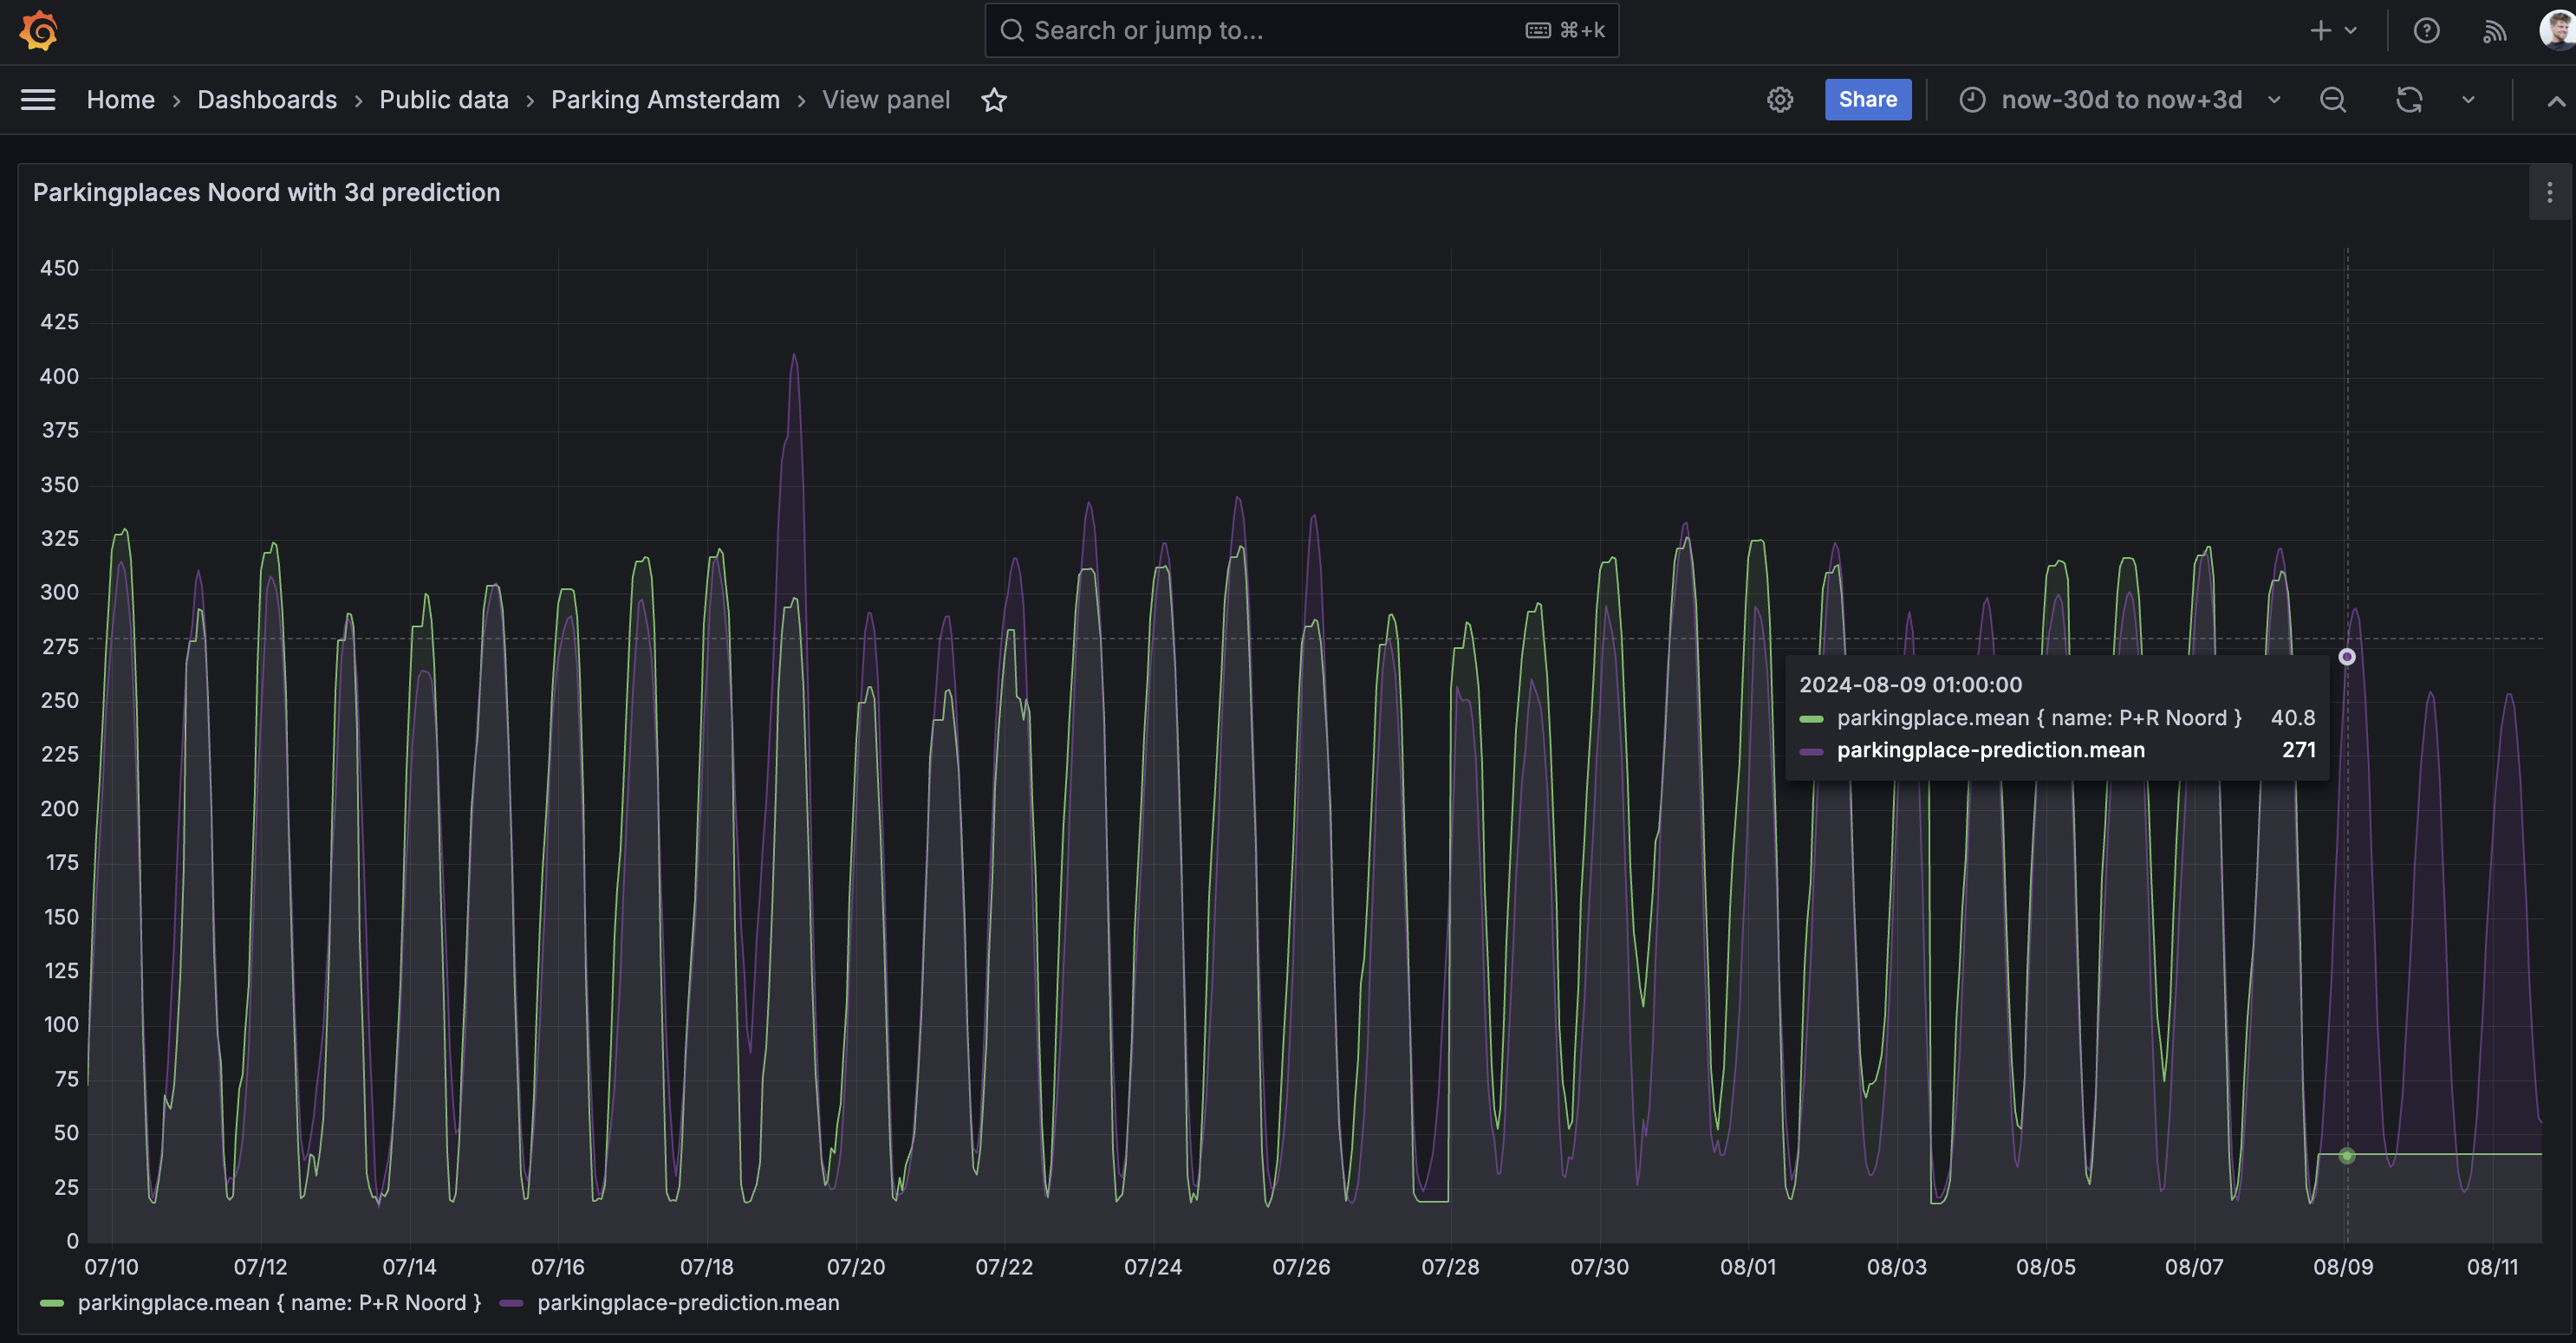 Search or jump to... ⌘+k
Home › Dashboards › Public data › Parking Amsterdam › View panel
Share
now-30d to now+3d
Parkingplaces Noord with 3d prediction
450
425
400
375
350
325
300
275
250
225
200
175
150
125
100
75
50
25
0
2024-08-09 01:00:00
parkingplace.mean { name: P+R Noord } 40.8
parkingplace-prediction.mean 271
07/10 07/12 07/14 07/16 07/18 07/20 07/22 07/24 07/26 07/28 07/30 08/01 08/03 08/05 08/07 08/09 08/11
parkingplace.mean { name: P+R Noord } parkingplace-prediction.mean